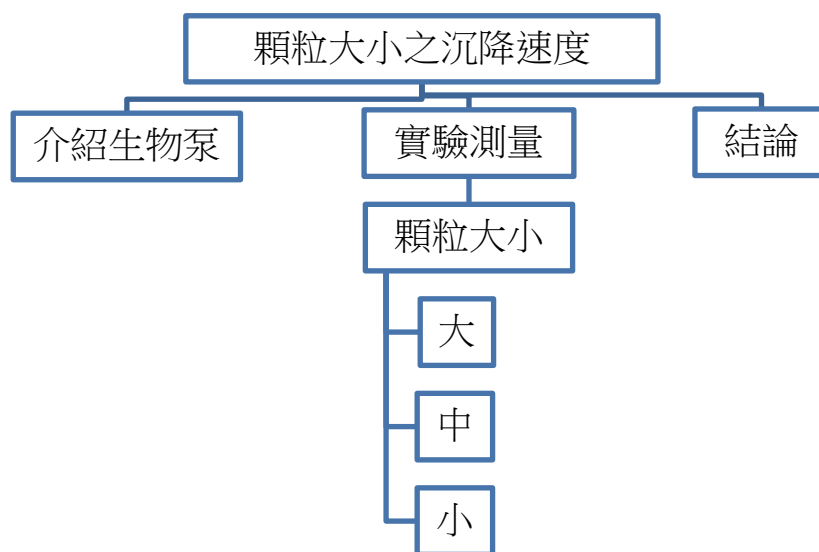 顆粒大小之沉降速度
介紹生物泵
實驗測量
結論
顆粒大小
大
中
小